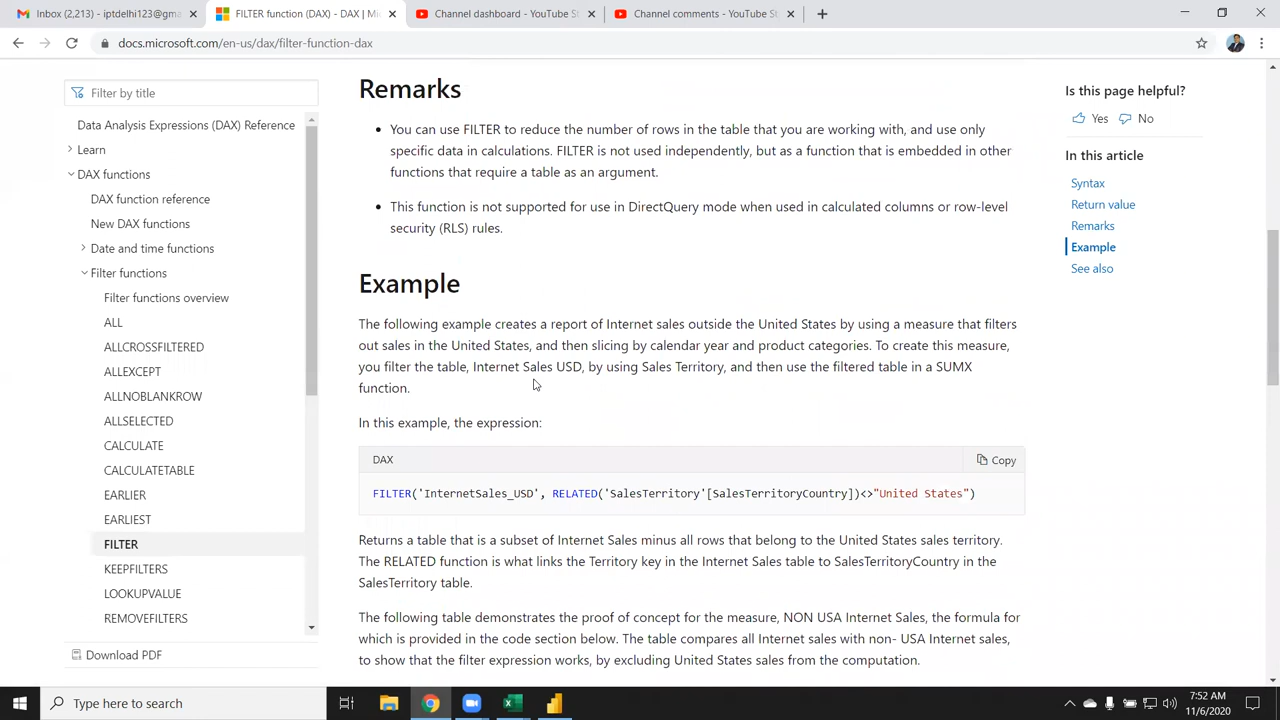 Inbox (2,213) - iptdelhi123@gma
FILTER function (DAX) - DAX | Mi
Channel dashboard - YouTube St
Channel comments - YouTube St
docs.microsoft.com/en-us/dax/filter-function-dax
Filter by title
Data Analysis Expressions (DAX) Reference
Learn
DAX functions
DAX function reference
New DAX functions
Date and time functions
Filter functions
Filter functions overview
ALL
ALLCROSSFILTERED
ALLEXCEPT
ALLNOBLANKROW
ALLSELECTED
CALCULATE
CALCULATETABLE
EARLIER
EARLIEST
FILTER
KEEPFILTERS
LOOKUPVALUE
REMOVEFILTERS
Download PDF
Remarks
• You can use FILTER to reduce the number of rows in the table that you are working with, and use only
specific data in calculations. FILTER is not used independently, but as a function that is embedded in other
functions that require a table as an argument.
• This function is not supported for use in DirectQuery mode when used in calculated columns or row-level
security (RLS) rules.
Example
The following example creates a report of Internet sales outside the United States by using a measure that filters
out sales in the United States, and then slicing by calendar year and product categories. To create this measure,
you filter the table, Internet Sales USD, by using Sales Territory, and then use the filtered table in a SUMX
function.
In this example, the expression:
DAX
Copy
FILTER('InternetSales_USD', RELATED('SalesTerritory'[SalesTerritoryCountry])<>"United States")
Returns a table that is a subset of Internet Sales minus all rows that belong to the United States sales territory.
The RELATED function is what links the Territory key in the Internet Sales table to SalesTerritoryCountry in the
SalesTerritory table.
The following table demonstrates the proof of concept for the measure, NON USA Internet Sales, the formula for
which is provided in the code section below. The table compares all Internet sales with non- USA Internet sales,
to show that the filter expression works, by excluding United States sales from the computation.
Is this page helpful?
Yes No
In this article
Syntax
Return value
Remarks
Example
See also
Type here to search
7:52 AM
11/6/2020